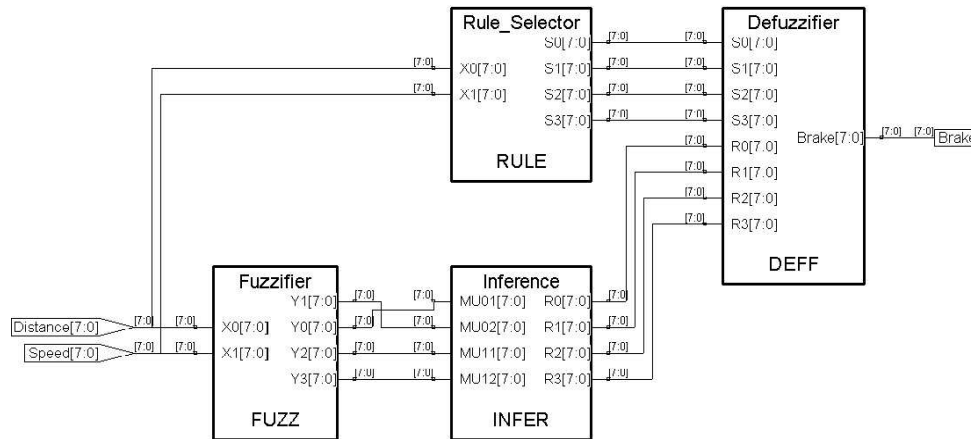 Rule_Selector
[7:0]
X0[7:0]
[7:0]
X1[7:0]
S0[7:0]
[7:0]
S1[7:0]
[7:0]
S2[7:0]
[7:0]
S3[7:0]
[7:0]
RULE
Defuzzifier
[7:0]
S0[7:0]
[7:0]
S1[7:0]
[7:0]
S2[7:0]
[7:0]
S3[7:0]
[7:0]
R0[7:0]
[7:0]
R1[7:0]
[7:0]
R2[7:0]
[7:0]
R3[7:0]
Brake[7:0]
[7:0]
[7:0]
Brake
DEFF
Distance[7:0]
[7:0]
[7:0]
Speed[7:0]
[7:0]
[7:0]
Fuzzifier
X0[7:0]
X1[7:0]
Y1[7:0]
[7:0]
Y0[7:0]
[7:0]
Y2[7:0]
[7:0]
Y3[7:0]
[7:0]
FUZZ
Inference
[7:0]
MU01[7:0]
[7:0]
MU02[7:0]
[7:0]
MU11[7:0]
[7:0]
MU12[7:0]
R0[7:0]
[7:0]
R1[7:0]
[7:0]
R2[7:0]
[7:0]
R3[7:0]
[7:0]
INFER